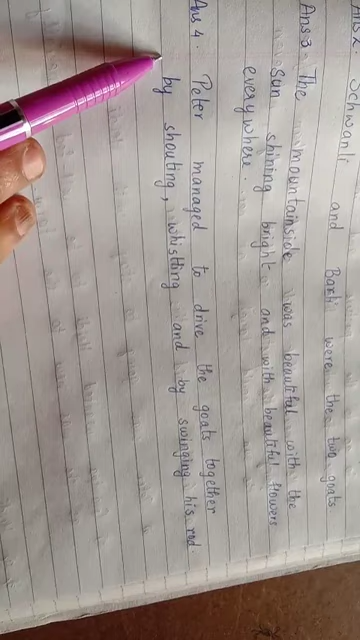 Ans 2. Schwanli and Barli were the two goats
Ans 3. The mountainside was beautiful with the
sun shining bright and with beautiful flowers
everywhere.
Ans 4. Peter managed to drive the goats together
by shouting, whistling and by swinging his rod